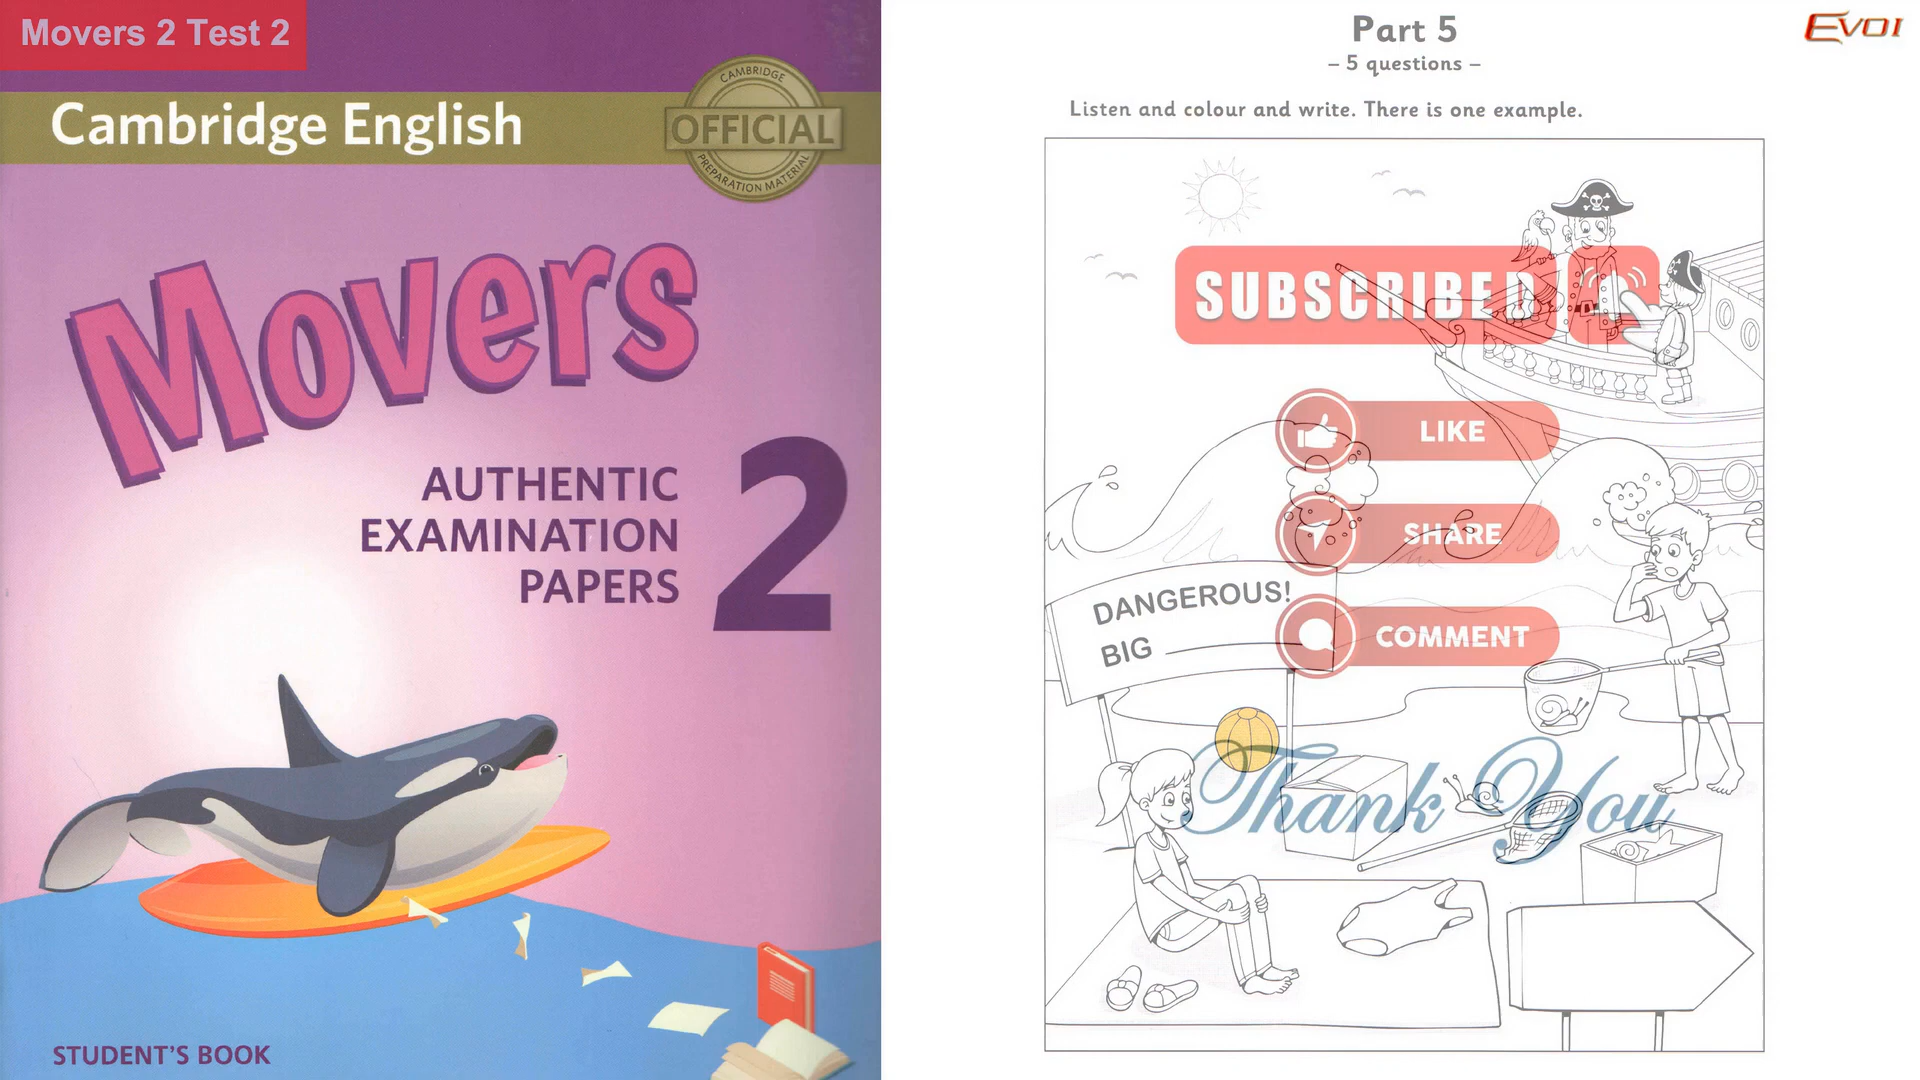 Movers 2 Test 2
Cambridge English
CAMBRIDGE
OFFICIAL
PREPARATION MATERIAL
Movers
2
AUTHENTIC
EXAMINATION
PAPERS
STUDENT'S BOOK
EVOI
Part 5
– 5 questions –
Listen and colour and write. There is one example.
SUBSCRIBED
LIKE
SHARE
COMMENT
DANGEROUS!
BIG
Thank You